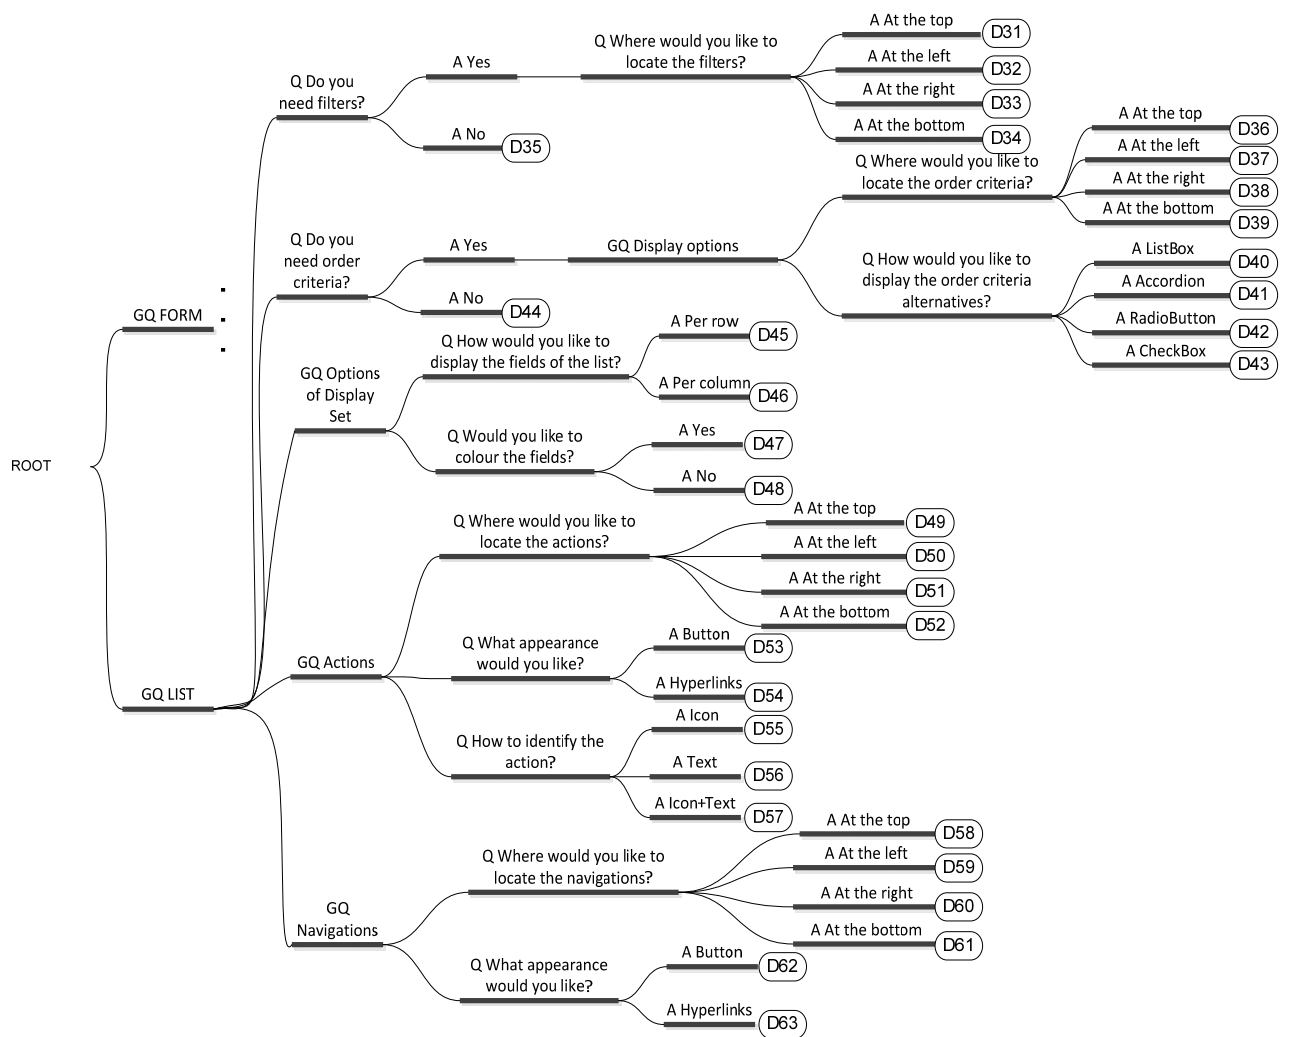 ROOT
GQ FORM
GQ LIST
Q Do you
need filters?
A Yes
Q Where would you like to
locate the filters?
A At the top
D31
A At the left
D32
A At the right
D33
A At the bottom
D34
A No
D35
Q Do you
need order
criteria?
A Yes
GQ Display options
Q Where would you like to
locate the order criteria?
A At the top
D36
A At the left
D37
A At the right
D38
A At the bottom
D39
Q How would you like to
display the order criteria
alternatives?
A ListBox
D40
A Accordion
D41
A RadioButton
D42
A CheckBox
D43
A No
D44
GQ Options
of Display
Set
Q How would you like to
display the fields of the list?
A Per row
D45
A Per column
D46
Q Would you like to
colour the fields?
A Yes
D47
A No
D48
GQ Actions
Q Where would you like to
locate the actions?
A At the top
D49
A At the left
D50
A At the right
D51
A At the bottom
D52
Q What appearance
would you like?
A Button
D53
A Hyperlinks
D54
Q How to identify the
action?
A Icon
D55
A Text
D56
A Icon+Text
D57
GQ
Navigations
Q Where would you like to
locate the navigations?
A At the top
D58
A At the left
D59
A At the right
D60
A At the bottom
D61
Q What appearance
would you like?
A Button
D62
A Hyperlinks
D63